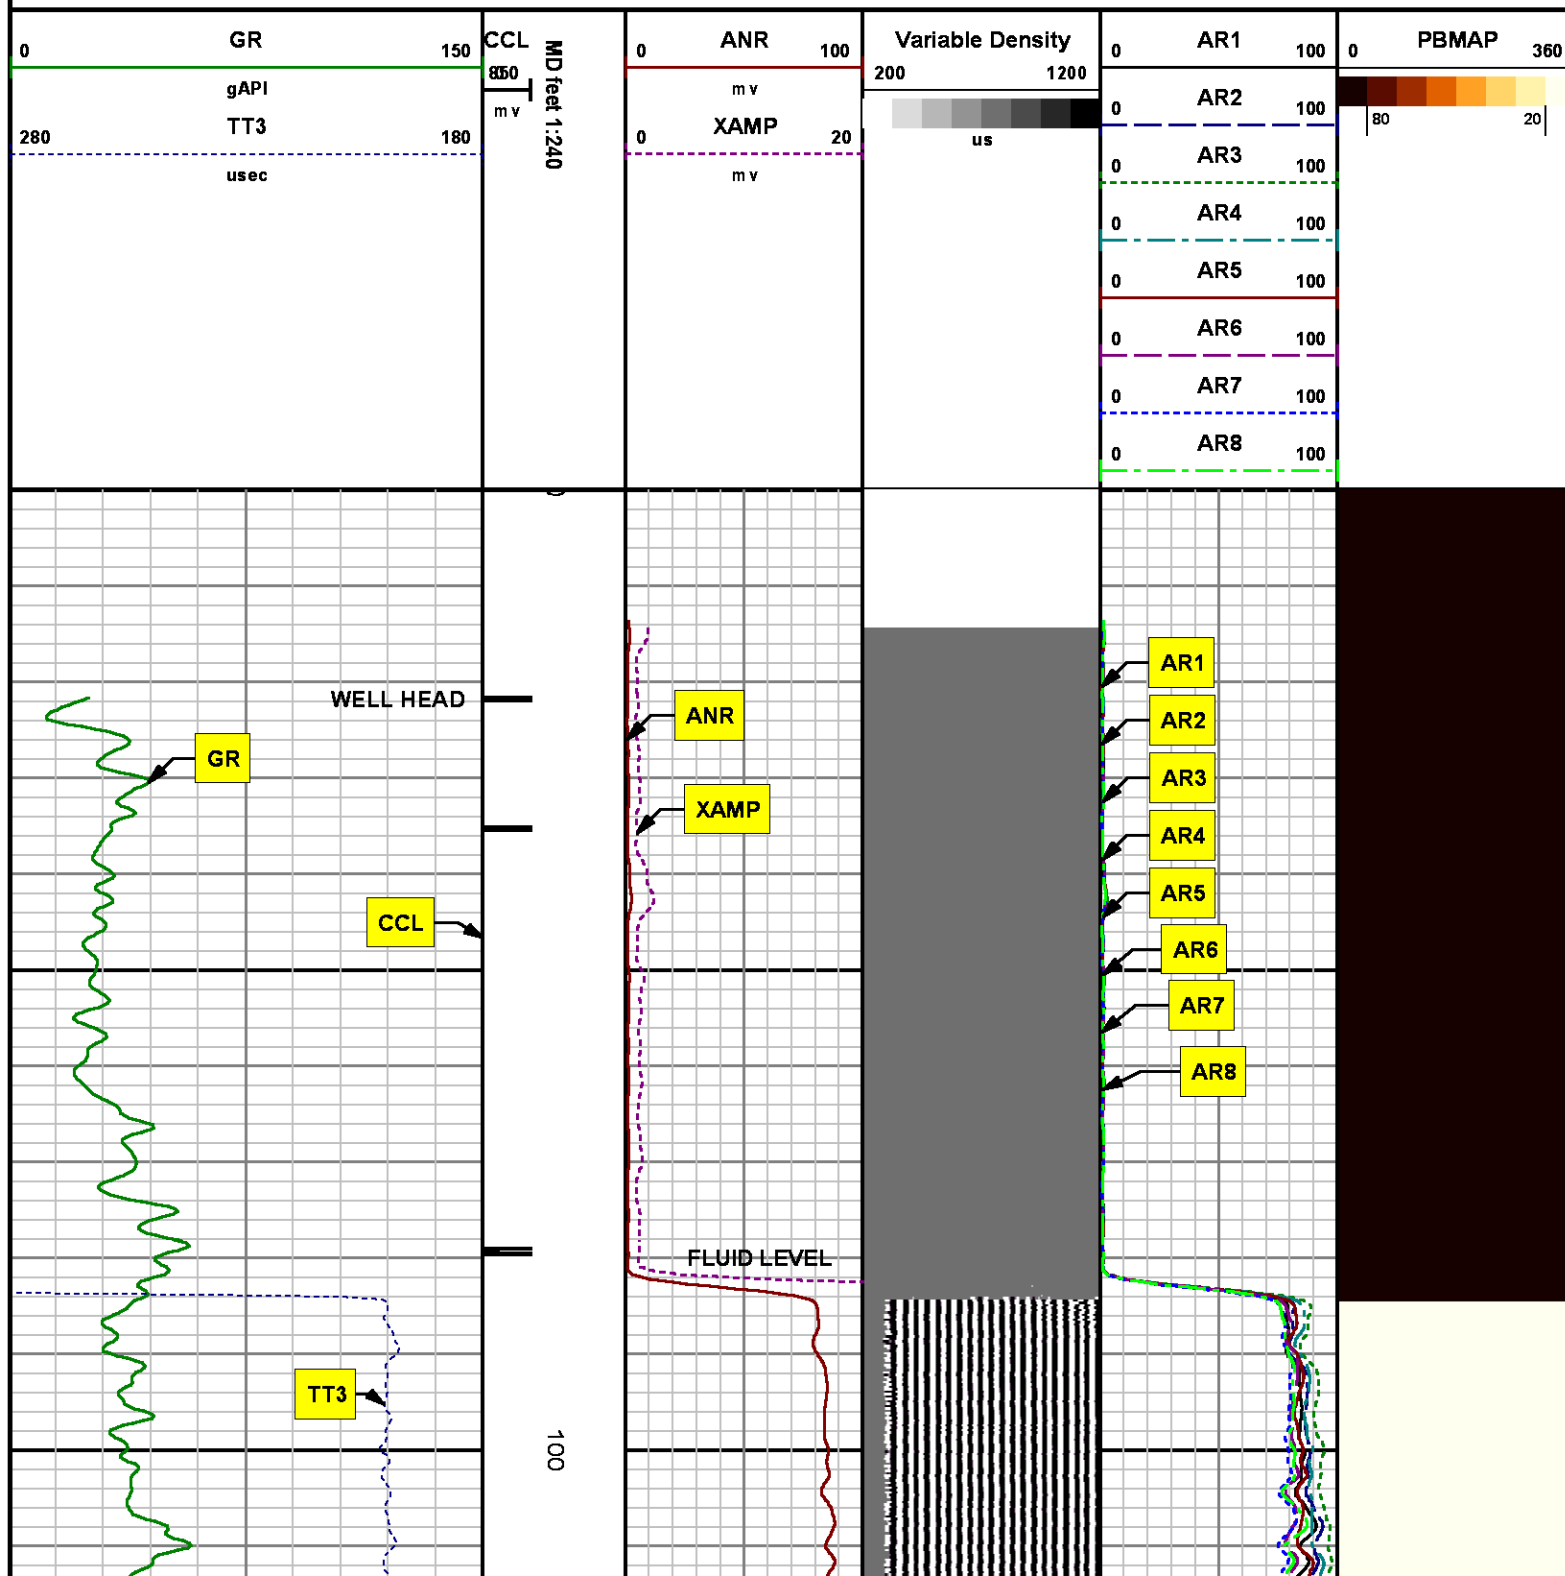 0 GR 150
gAPI
280 TT3 180
usec
CCL
850
m v
MD feet 1:240
0 ANR 100
m v
0 XAMP 20
m v
Variable Density
200 1200
us
0 AR1 100
0 AR2 100
0 AR3 100
0 AR4 100
0 AR5 100
0 AR6 100
0 AR7 100
0 AR8 100
0 PBMAP 360
80 20
WELL HEAD
GR
CCL
ANR
XAMP
AR1
AR2
AR3
AR4
AR5
AR6
AR7
AR8
FLUID LEVEL
TT3
100